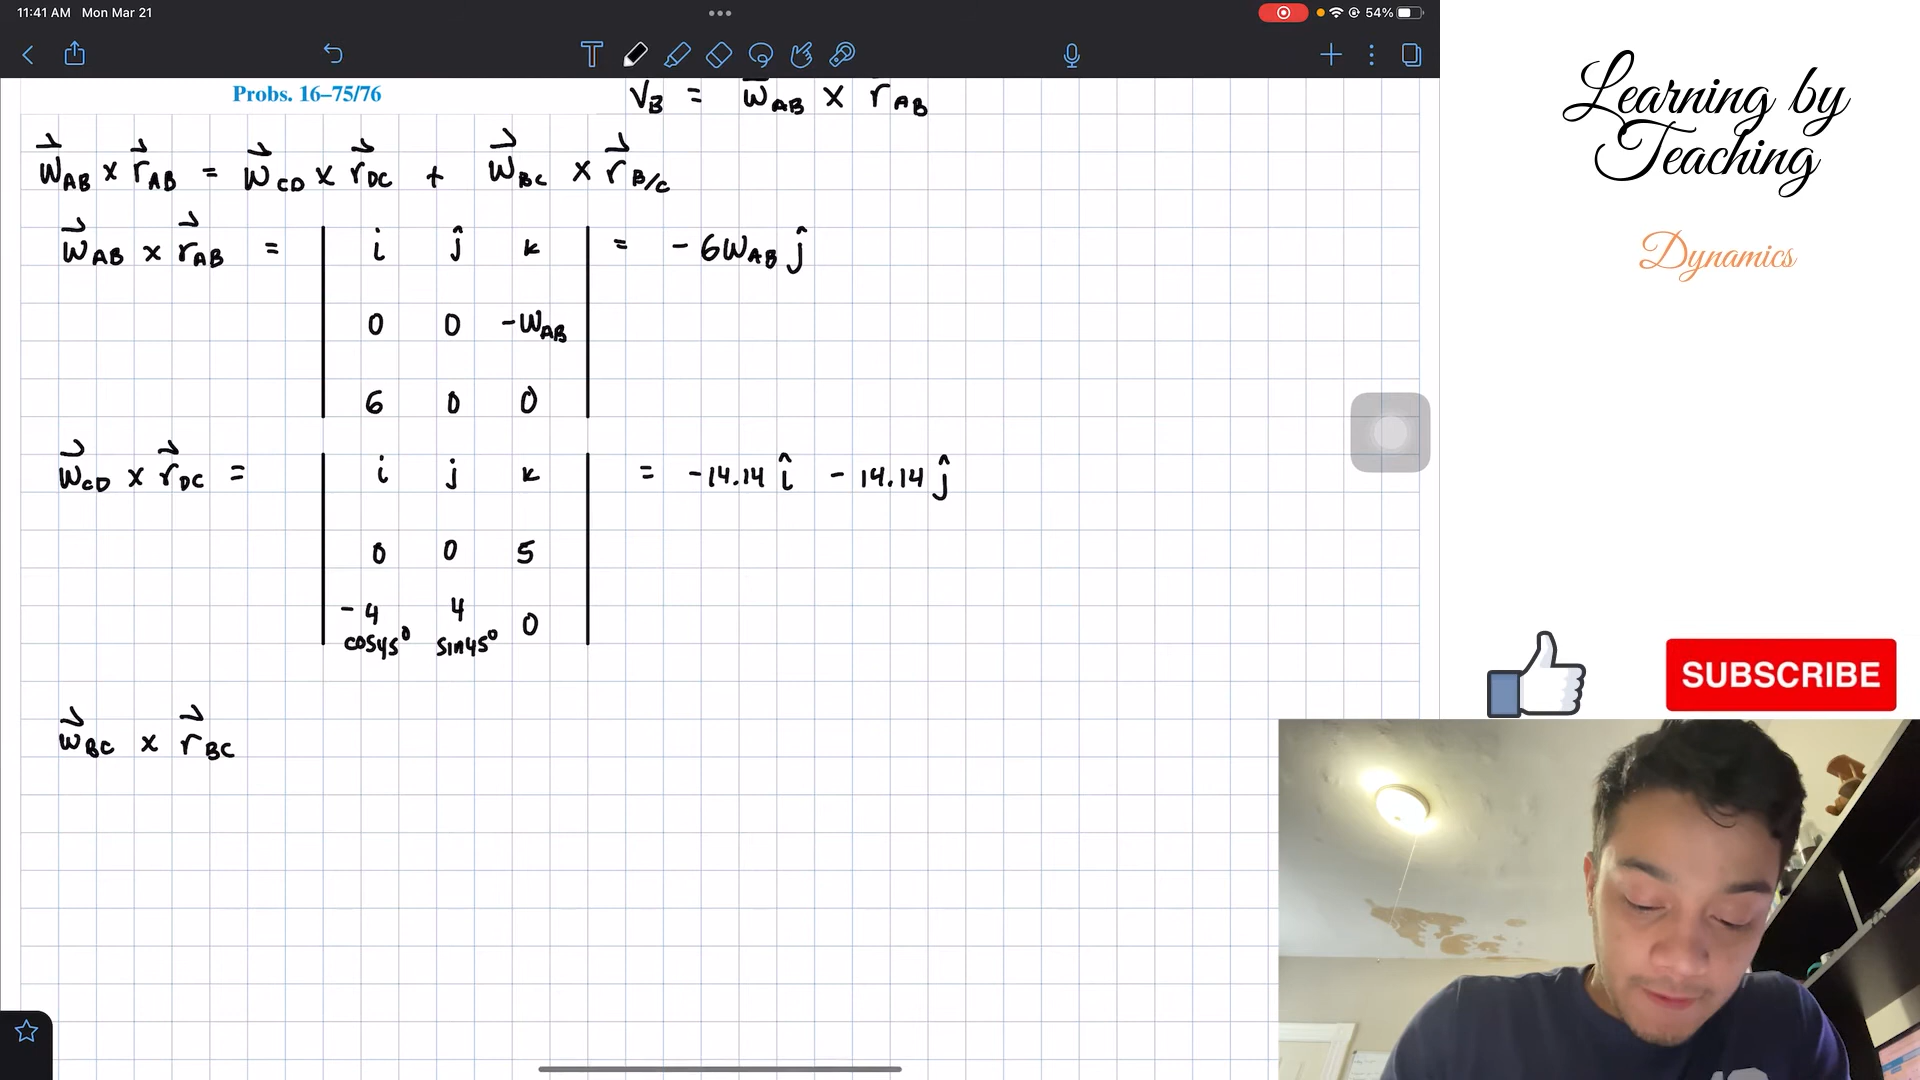 11:41 AM Mon Mar 21
54%
Probs. 16–75/76
VB = WAB × rAB
WAB × rAB = WCD × rDC + WBC × rB/C
WAB × rAB = | i ĵ k | = - 6WAB ĵ
0 0 -WAB
6 0 0
WCD × rDC = | i j k | = -14.14 î - 14.14 ĵ
0 0 5
-4 cos45° 4 sin45° 0
WBC × rBC
Learning by
Teaching
Dynamics
SUBSCRIBE